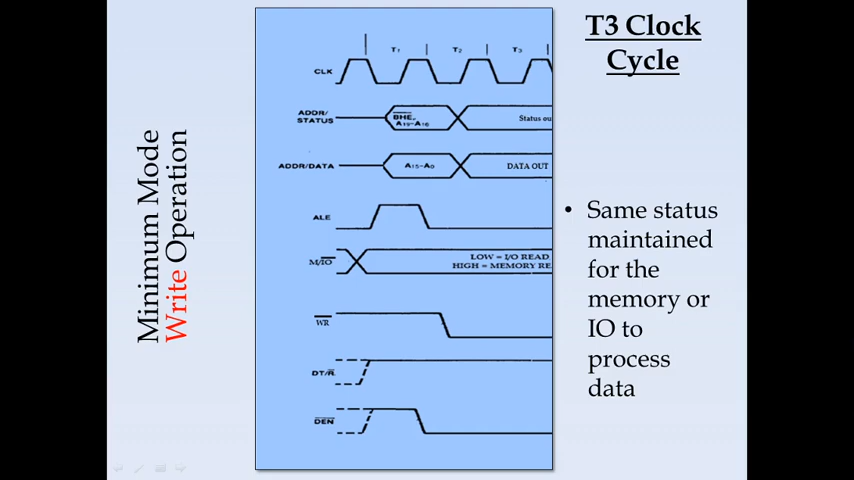 T3 Clock
Cycle
Minimum Mode
Write Operation
T1 T2 T3
CLK
ADDR/
STATUS
BHE,
A19-A16
Status ou
ADDR/DATA
A15-A0
DATA OUT
ALE
M/IO
LOW = I/O READ
HIGH = MEMORY RE
WR
DT/R
DEN
• Same status
maintained
for the
memory or
IO to
process
data